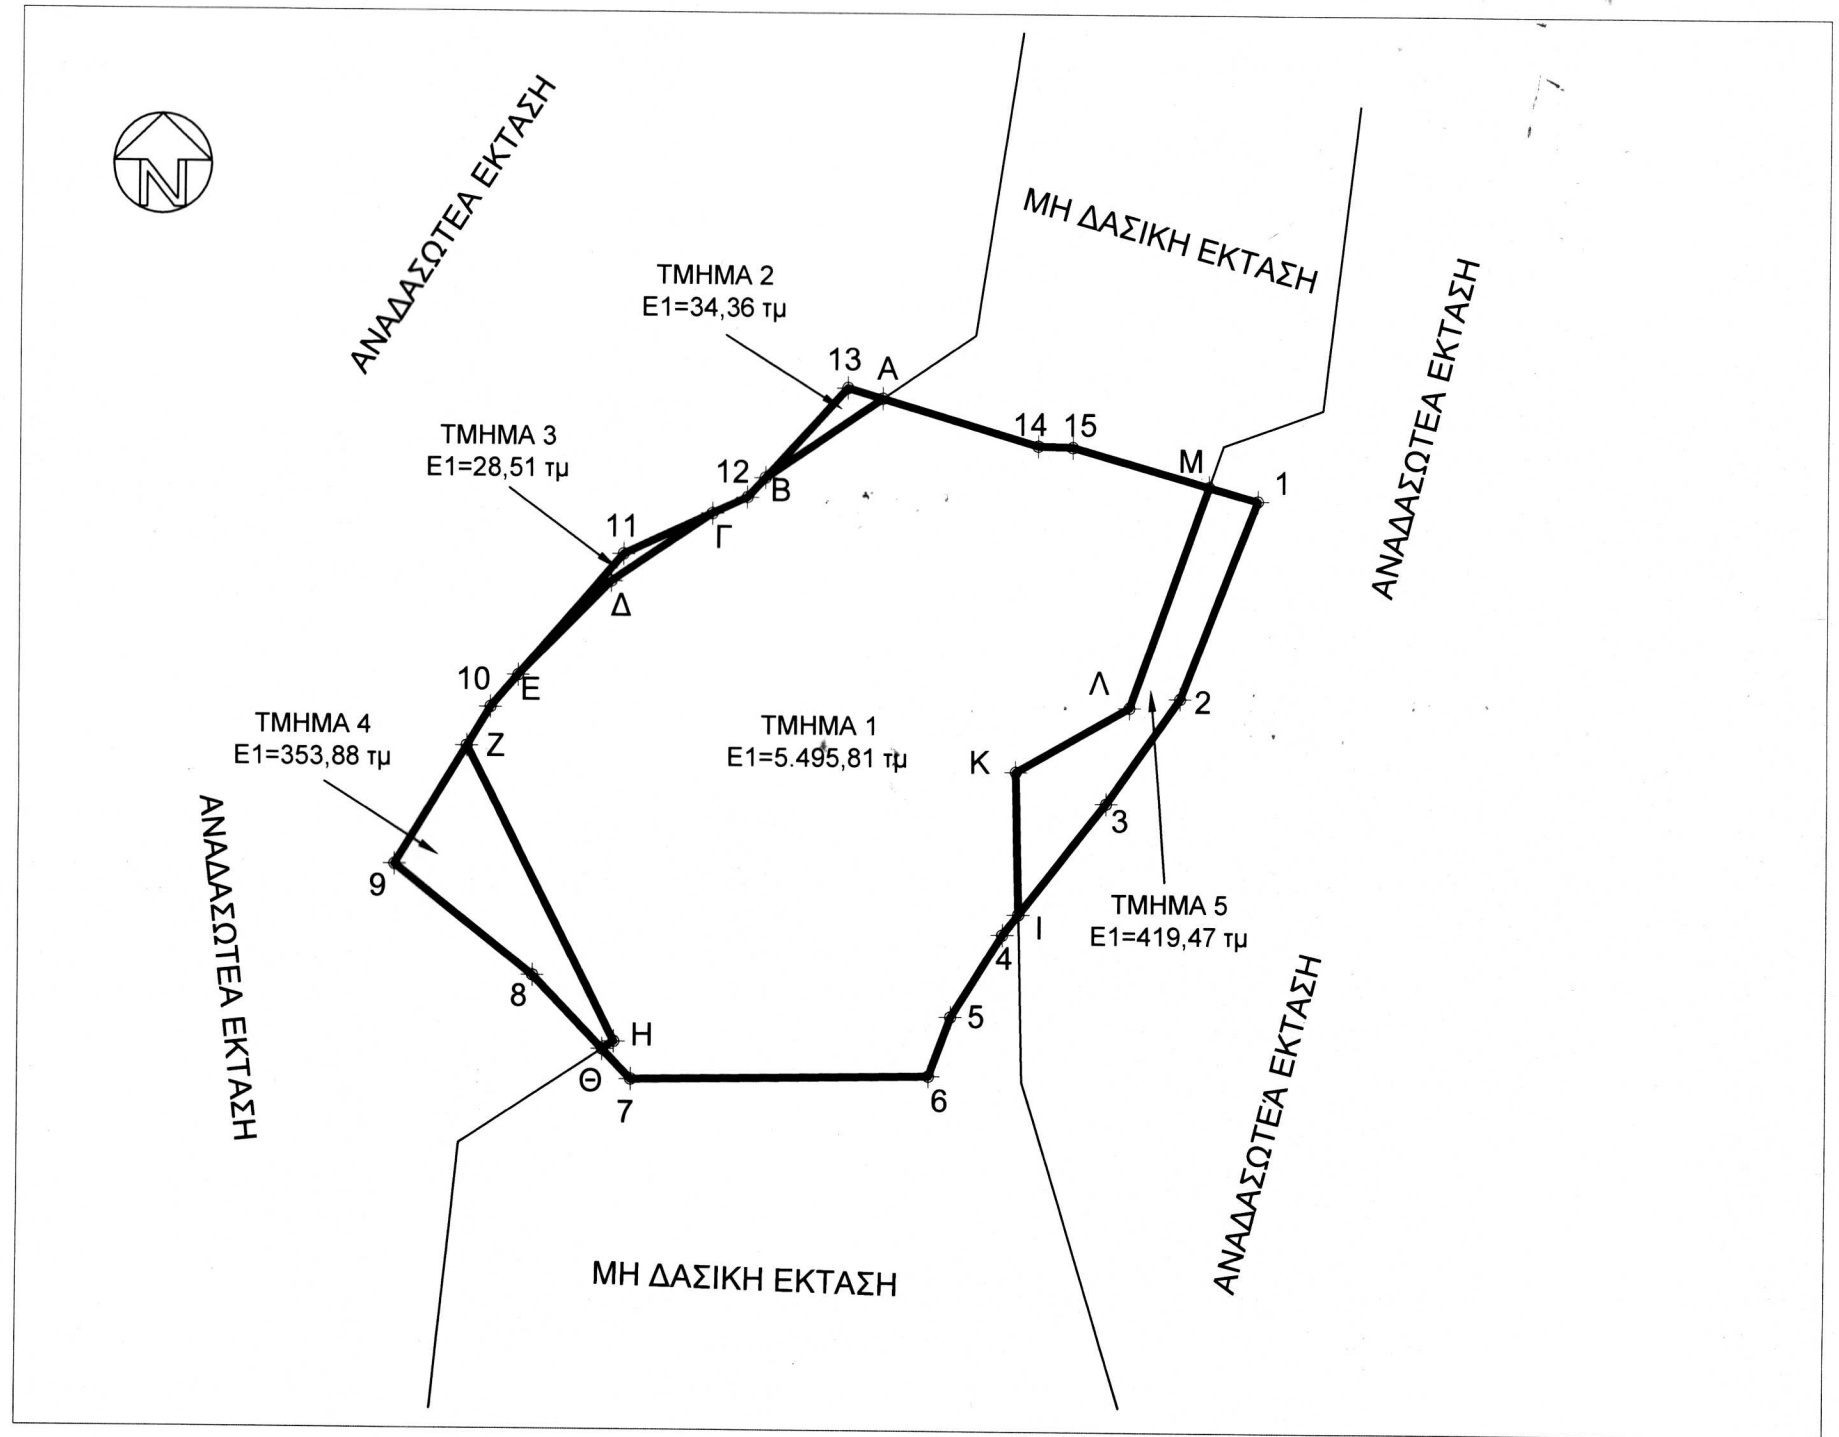 ΑΝΑΔΑΣΩΤΕΑ ΕΚΤΑΣΗ
ΜΗ ΔΑΣΙΚΗ ΕΚΤΑΣΗ
ΑΝΑΔΑΣΩΤΕΑ ΕΚΤΑΣΗ
N
ΤΜΗΜΑ 2
Ε1=34,36 τμ
13
Α
ΤΜΗΜΑ 3
Ε1=28,51 τμ
14
15
Μ
1
12
Β
11
Γ
Δ
10
Ε
Λ
2
ΤΜΗΜΑ 4
Ε1=353,88 τμ
Ζ
ΤΜΗΜΑ 1
Ε1=5.495,81 τμ
Κ
3
9
ΑΝΑΔΑΣΩΤΕΑ ΕΚΤΑΣΗ
ΤΜΗΜΑ 5
Ε1=419,47 τμ
Ι
4
8
5
Η
Θ
7
6
ΑΝΑΔΑΣΩΤΕΆ ΕΚΤΑΣΗ
ΜΗ ΔΑΣΙΚΗ ΕΚΤΑΣΗ